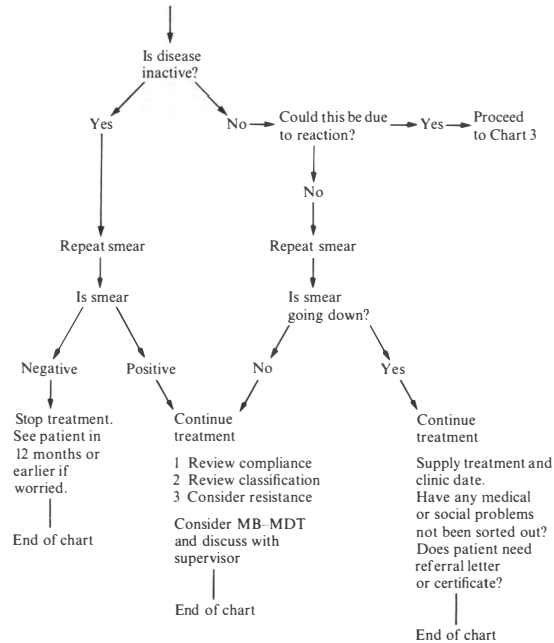 Is disease
inactive?
Yes
No
Could this be due
to reaction?
Yes
Proceed
to Chart 3
No
Repeat smear
Repeat smear
Is smear
Is smear
going down?
Negative
Positive
No
Yes
Stop treatment.
See patient in
12 months or
earlier if
worried.
End of chart
Continue
treatment
1 Review compliance
2 Review classification
3 Consider resistance
Consider MB–MDT
and discuss with
supervisor
End of chart
Continue
treatment
Supply treatment and
clinic date.
Have any medical
or social problems
not been sorted out?
Does patient need
referral letter
or certificate?
End of chart